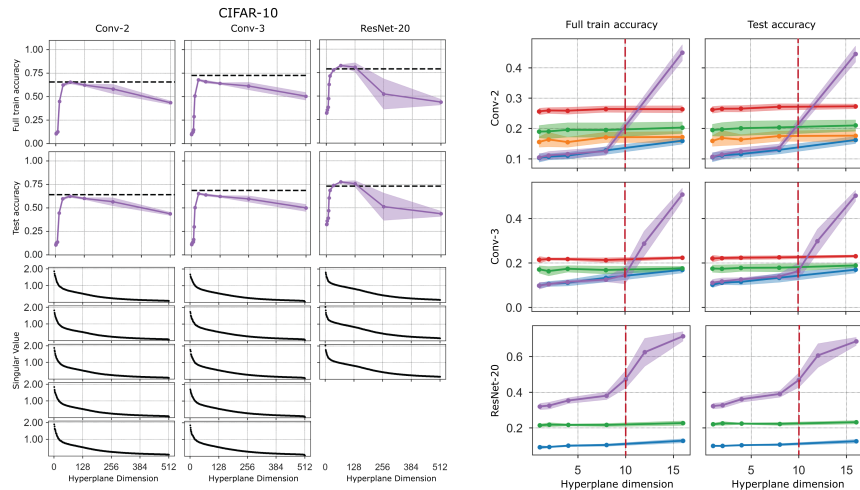 CIFAR-10
Conv-2
Conv-3
ResNet-20
Full train accuracy
1.00
0.75
0.50
0.25
0.00
Test accuracy
1.00
0.75
0.50
0.25
0.00
Singular Value
2.00
1.00
2.00
1.00
2.00
1.00
2.00
1.00
2.00
1.00
0 128 256 384 512
0 128 256 384 512
0 128 256 384 512
Hyperplane Dimension
Hyperplane Dimension
Hyperplane Dimension
Full train accuracy
Test accuracy
Conv-2
0.4
0.3
0.2
0.1
Conv-3
0.4
0.2
0.0
ResNet-20
0.6
0.4
0.2
5 10 15
5 10 15
Hyperplane dimension
Hyperplane dimension